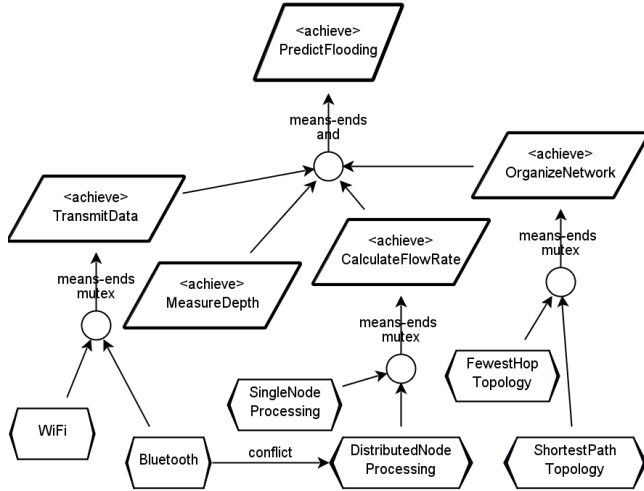 <achieve>
PredictFlooding
means-ends
and
<achieve>
OrganizeNetwork
<achieve>
TransmitData
<achieve>
CalculateFlowRate
<achieve>
MeasureDepth
means-ends
mutex
means-ends
mutex
means-ends
mutex
FewestHop
Topology
SingleNode
Processing
WiFi
Bluetooth
conflict
DistributedNode
Processing
ShortestPath
Topology